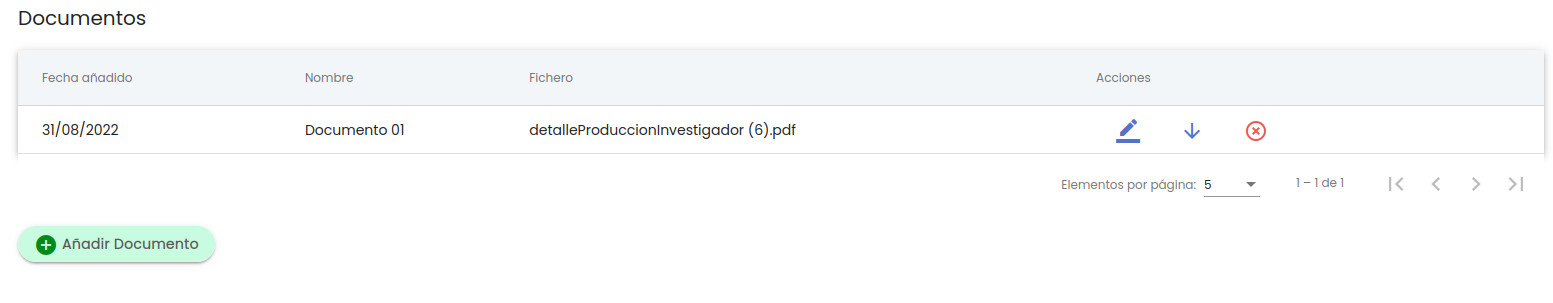 Documentos
Fecha añadido Nombre Fichero Acciones
31/08/2022 Documento 01 detalleProduccionInvestigador (6).pdf
Elementos por página: 5 1 – 1 de 1
Añadir Documento